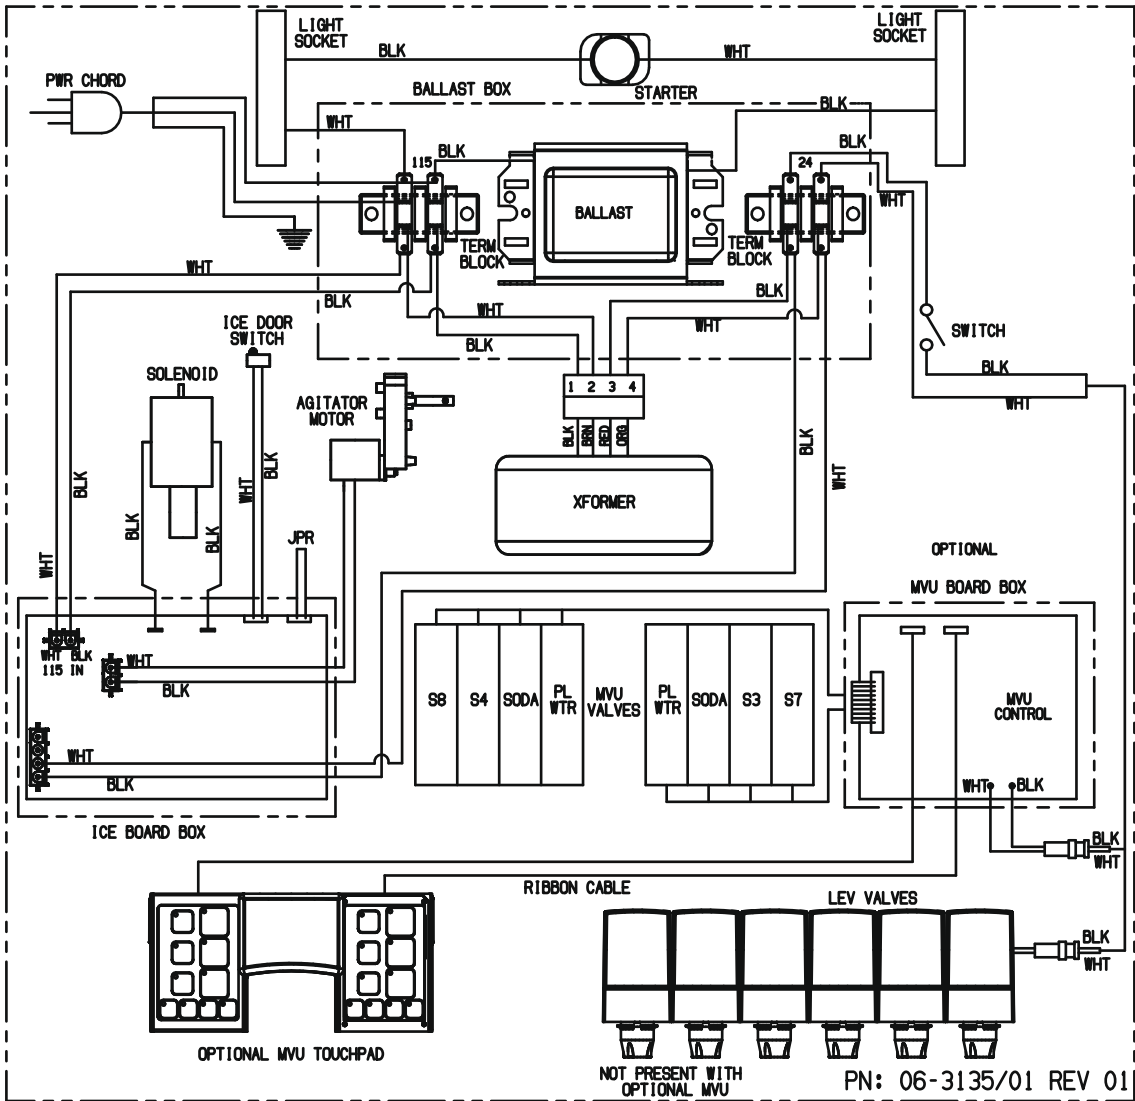 LIGHT
SOCKET
BLK
WHT
LIGHT
SOCKET
PWR CHORD
BALLAST BOX
STARTER
BLK
WHT
115
BLK
24
BLK
WHT
BALLAST
TERM
BLOCK
TERM
BLOCK
WHT
BLK
WHT
BLK
BLK
WHT
ICE DOOR
SWITCH
SWITCH
SOLENOID
AGITATOR
MOTOR
1 2 3 4
BLK
WHT
BLK
BRN
RED
ORG
XFORMER
BLK
WHT
BLK
WHT
WHT
BLK
BLK
BLK
JPR
OPTIONAL
MVU BOARD BOX
WHT BLK
115 IN
WHT
BLK
WHT
BLK
ICE BOARD BOX
S8
S4
SODA
PL
WTR
MVU
VALVES
PL
WTR
SODA
S3
S7
MVU
CONTROL
WHT
BLK
BLK
WHT
RIBBON CABLE
LEV VALVES
BLK
WHT
OPTIONAL MVU TOUCHPAD
NOT PRESENT WITH
OPTIONAL MVU
PN: 06-3135/01 REV 01